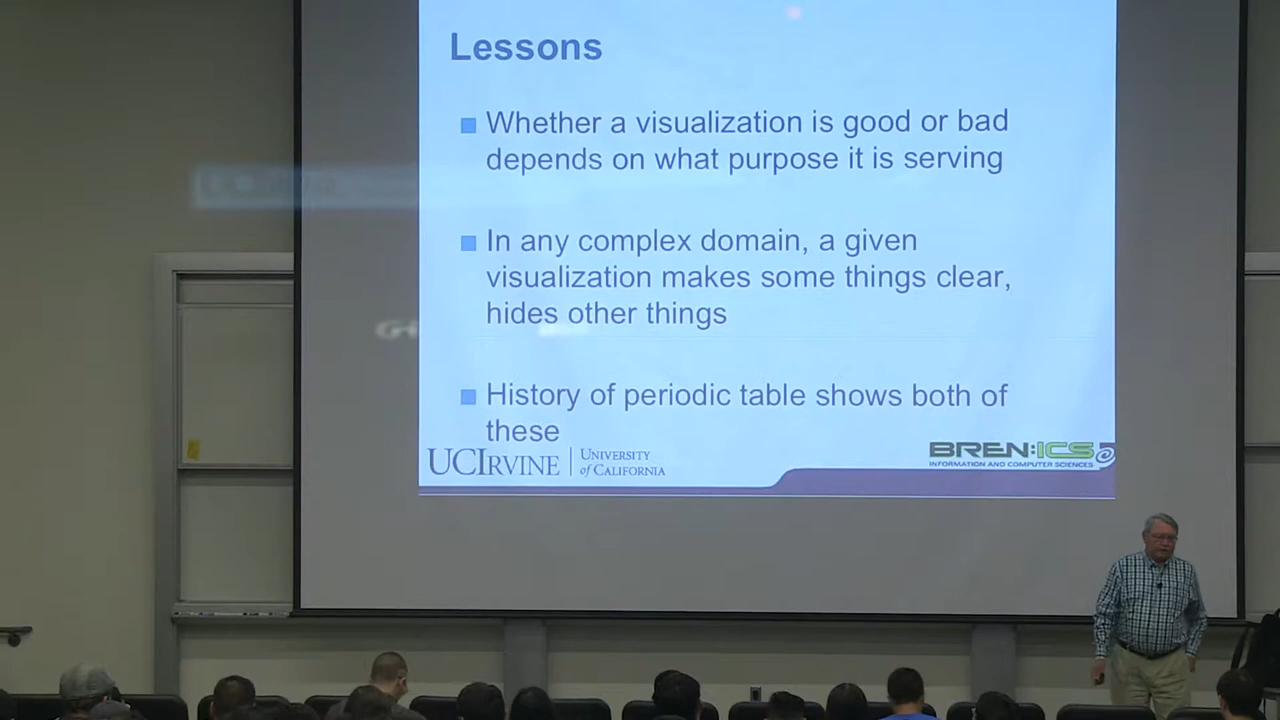 Lessons
Whether a visualization is good or bad
depends on what purpose it is serving
In any complex domain, a given
visualization makes some things clear,
hides other things
History of periodic table shows both of
these
UCIRVINE
UNIVERSITY
of CALIFORNIA
BREN:ICS
INFORMATION AND COMPUTER SCIENCES